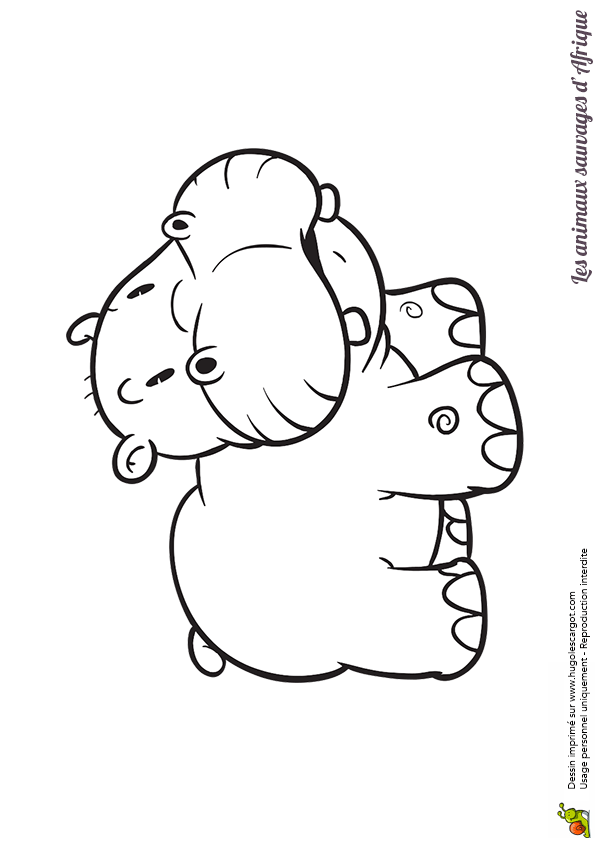 Les animaux sauvages d'Afrique
Dessin imprimé sur www.hugolescargot.com
Usage personnel uniquement - Reproduction interdite